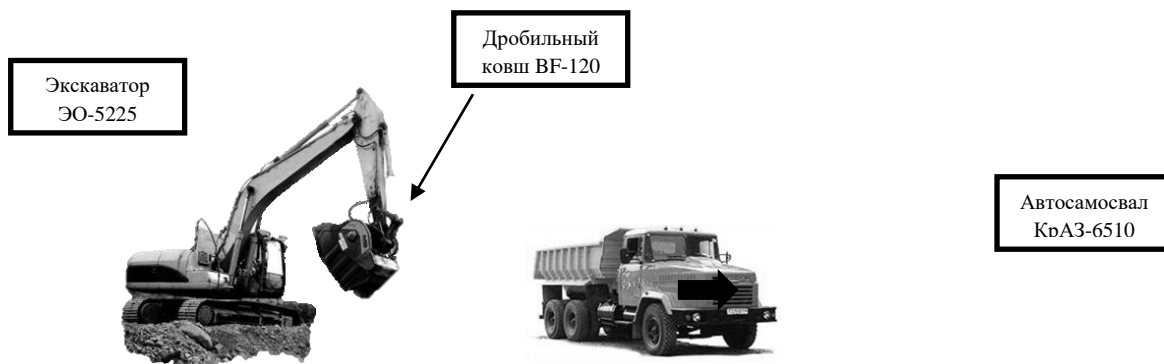 Экскаватор
ЭО-5225
Дробильный
ковш BF-120
Автосамосвал
КрАЗ-6510